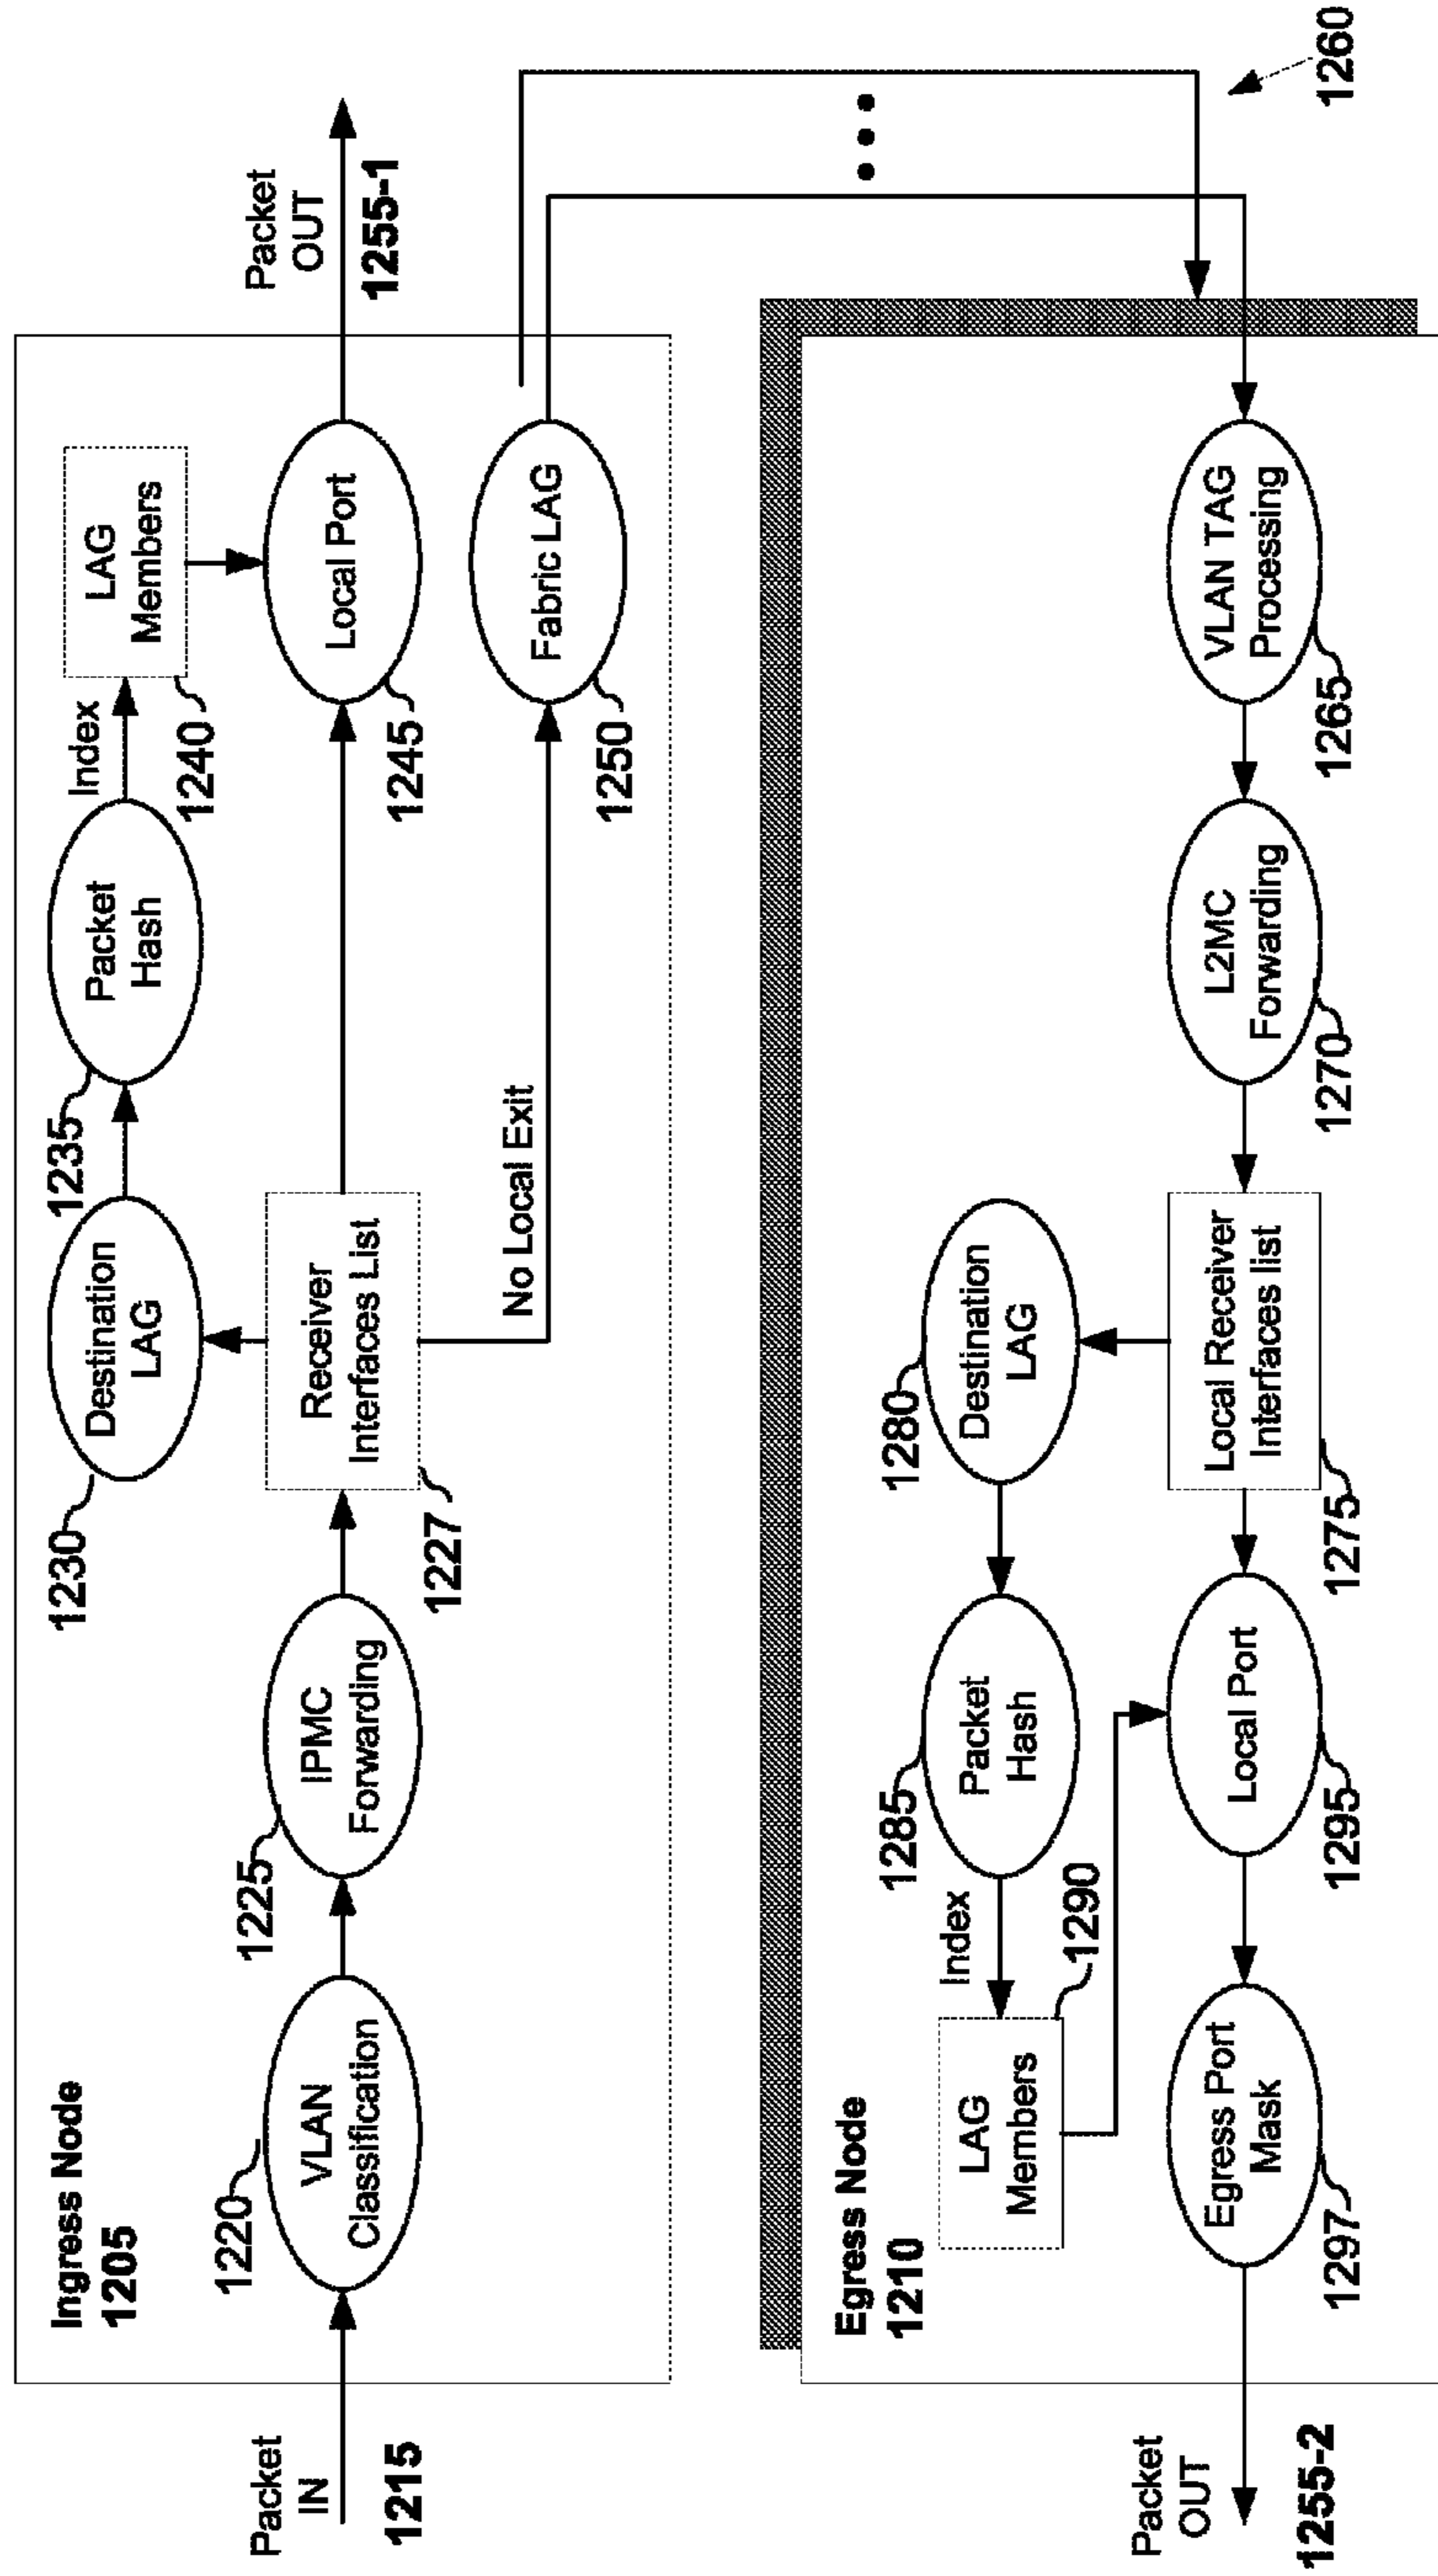 Ingress Node
1205
Packet
IN
1215
1220
VLAN
Classification
1225
IPMC
Forwarding
1227
Receiver
Interfaces List
1230
Destination
LAG
1235
Packet
Hash
Index
1240
LAG
Members
1245
Local Port
No Local Exit
1250
Fabric LAG
Packet
OUT
1255-1
1260
Egress Node
1210
VLAN TAG
Processing
1265
L2MC
Forwarding
1270
Local Receiver
Interfaces list
1275
1280
Destination
LAG
1285
Packet
Hash
Index
1290
LAG
Members
Local Port
1295
Egress Port
Mask
1297
Packet
OUT
1255-2